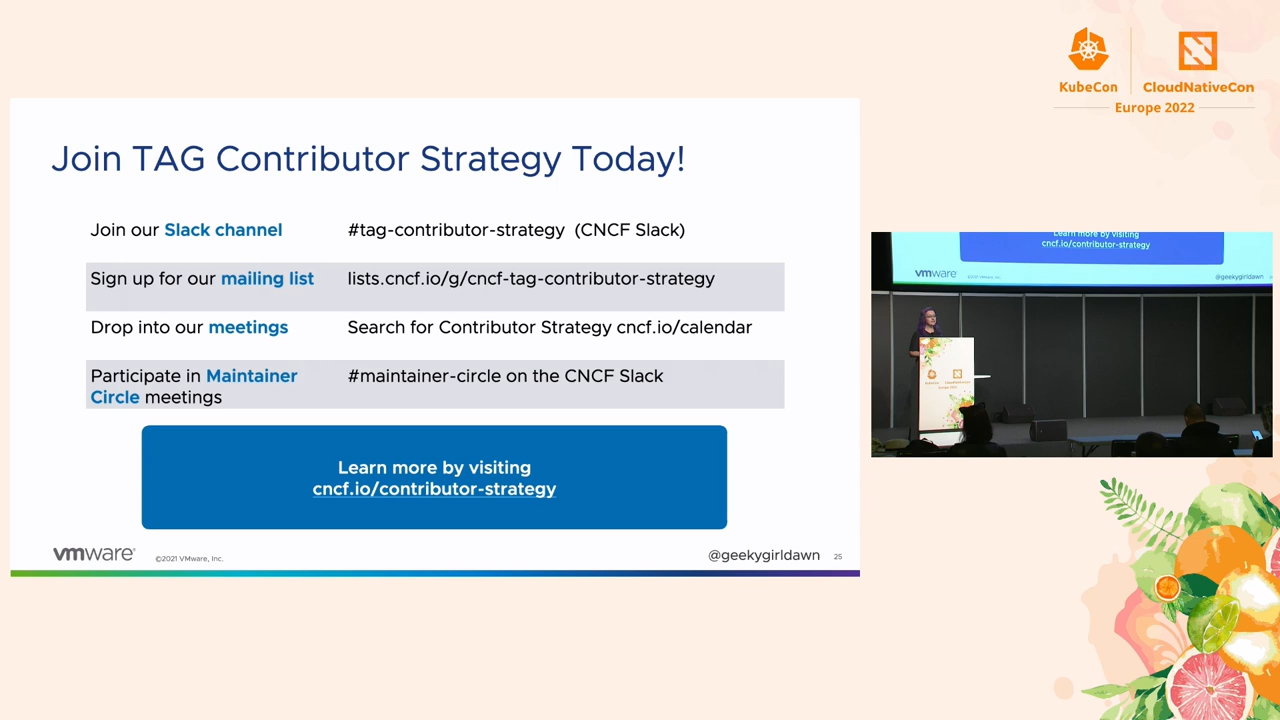 KubeCon
CloudNativeCon
Europe 2022
Join TAG Contributor Strategy Today!
Join our Slack channel
#tag-contributor-strategy (CNCF Slack)
Sign up for our mailing list
lists.cncf.io/g/cncf-tag-contributor-strategy
Drop into our meetings
Search for Contributor Strategy cncf.io/calendar
Participate in Maintainer
Circle meetings
#maintainer-circle on the CNCF Slack
Learn more by visiting
cncf.io/contributor-strategy
vmware®
©2021 VMware, Inc.
@geekygirldawn
25
Learn more by visiting
cncf.io/contributor-strategy
vmware
@geekygirldawn